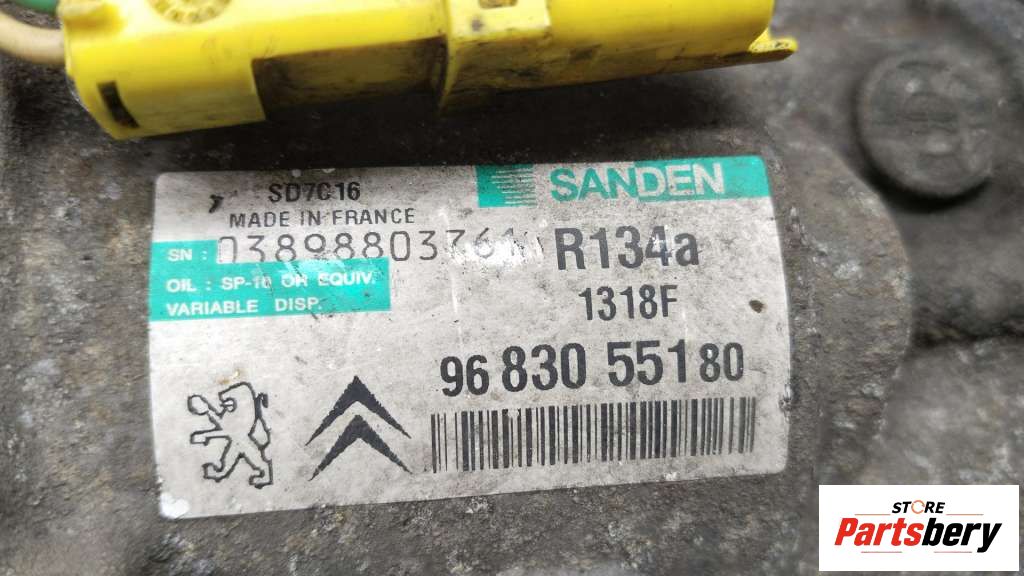 SD7C16
SANDEN
MADE IN FRANCE
SN :
R134a
OIL : SP-10 OR EQUIV.
VARIABLE DISP.
1318F
96 830 551 80
STORE
Partsbery